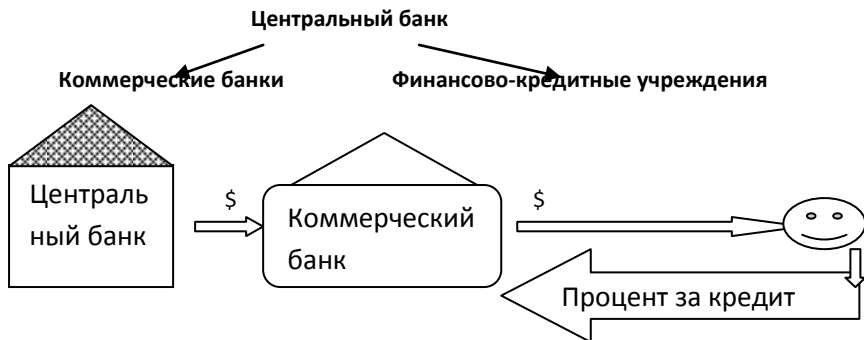 Центральный банк
Коммерческие банки Финансово-кредитные учреждения
Централь
ный банк
$
Коммерческий
банк
$
Процент за кредит